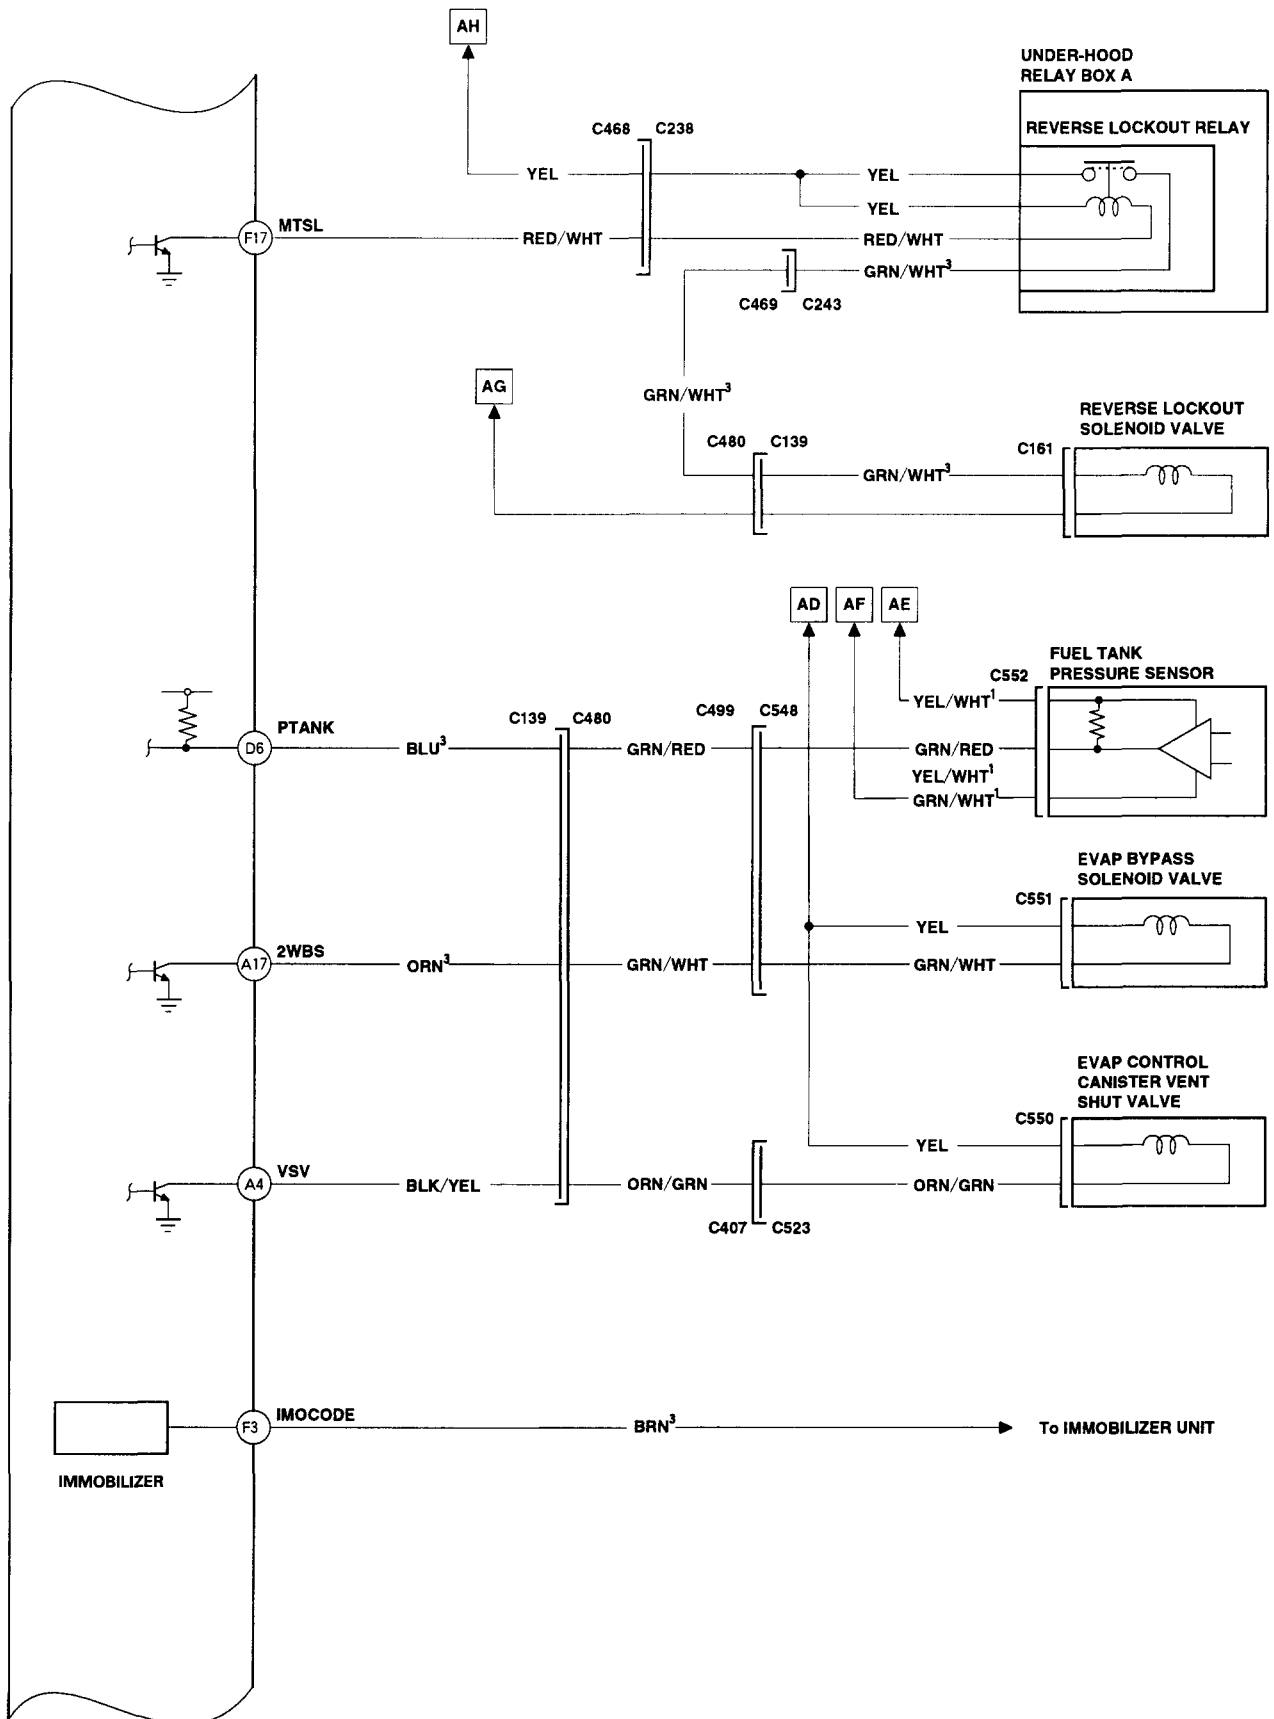 AH
UNDER-HOOD
RELAY BOX A
C468 C238
REVERSE LOCKOUT RELAY
YEL YEL
YEL
F17 MTSL RED/WHT RED/WHT
GRN/WHT³
C469 C243
AG
GRN/WHT³
REVERSE LOCKOUT
SOLENOID VALVE
C480 C139 C161
GRN/WHT³
AD AF AE
FUEL TANK
PRESSURE SENSOR
C552
YEL/WHT¹
C139 C480 C499 C548
D6 PTANK BLU³ GRN/RED GRN/RED
YEL/WHT¹
GRN/WHT¹
EVAP BYPASS
SOLENOID VALVE
C551
YEL
A17 2WBS ORN³ GRN/WHT GRN/WHT
EVAP CONTROL
CANISTER VENT
SHUT VALVE
C550
YEL
A4 VSV BLK/YEL ORN/GRN ORN/GRN
C407 C523
F3 IMOCODE BRN³ To IMMOBILIZER UNIT
IMMOBILIZER